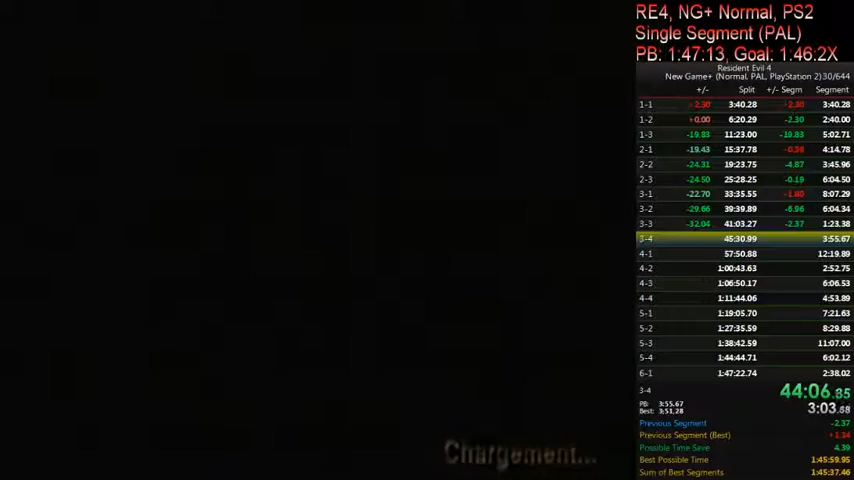 RE4, NG+ Normal, PS2
Single Segment (PAL)
PB: 1:47:13, Goal: 1:46:2X
Resident Evil 4
New Game+ (Normal, PAL, PlayStation 2) 30/644
+/- Split +/- Segm Segment
1-1 +2.30 3:40.28 +2.30 3:40.28
1-2 +0.00 6:20.29 -2.30 2:40.00
1-3 -19.83 11:23.00 -19.83 5:02.71
2-1 -19.43 15:37.78 -0.38 4:14.78
2-2 -24.31 19:23.75 -4.87 3:45.96
2-3 -24.50 25:28.25 -0.19 6:04.50
3-1 -22.70 33:35.55 -1.80 8:07.29
3-2 -29.66 39:39.89 -6.96 6:04.34
3-3 -32.04 41:03.27 -2.37 1:23.38
3-4 45:30.99 3:55.67
4-1 57:50.88 12:19.89
4-2 1:00:43.63 2:52.75
4-3 1:06:50.17 6:06.53
4-4 1:11:44.06 4:53.89
5-1 1:19:05.70 7:21.63
5-2 1:27:35.59 8:29.88
5-3 1:38:42.59 11:07.00
5-4 1:44:44.71 6:02.12
6-1 1:47:22.74 2:38.02
3-4 44:06.85
PB: 3:55.67
Best: 3:51.28 3:03.58
Previous Segment -2.37
Previous Segment (Best) +1.34
Possible Time Save 4.39
Best Possible Time 1:45:59.95
Sum of Best Segments 1:45:37.46
Chargement...